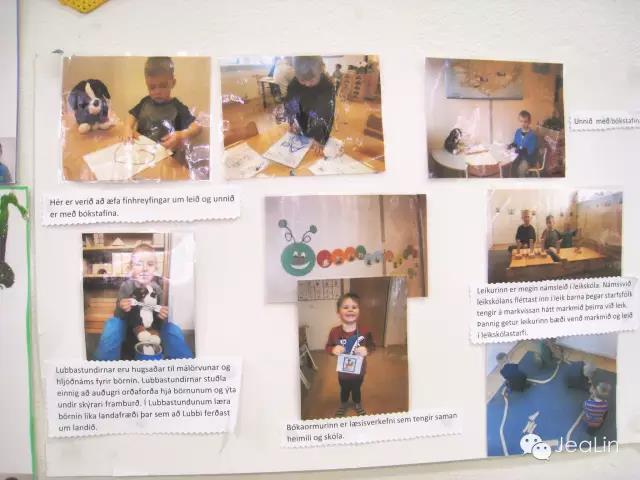 Hér er verið að æfa fínhreyfingar um leið og unnið
er með bókstafina.
Unnið með bókstafina
Lubbastundirnar eru hugsaðar til málörvunar og
hljóðnáms fyrir börnin. Lubbastundirnar stuðla
einnig að auðugri orðaforða hjá börnunum og ýta
undir skýrari framburð. Í Lubbastundunum læra
börnin líka landafræði þar sem að Lubbi ferðast
um landið.
Bókaormurinn er læsisverkefni sem tengir saman
heimili og skóla.
Leikurinn er megin námsleið í leikskóla. Námsvið
leikskólans fléttast inn í leik barna þegar starfsfólk
tengir á markvissan hátt markmið þeirra við leik.
Þannig getur leikurinn bæði verið markmið og leið
í leikskólastarfi.
JeaLin